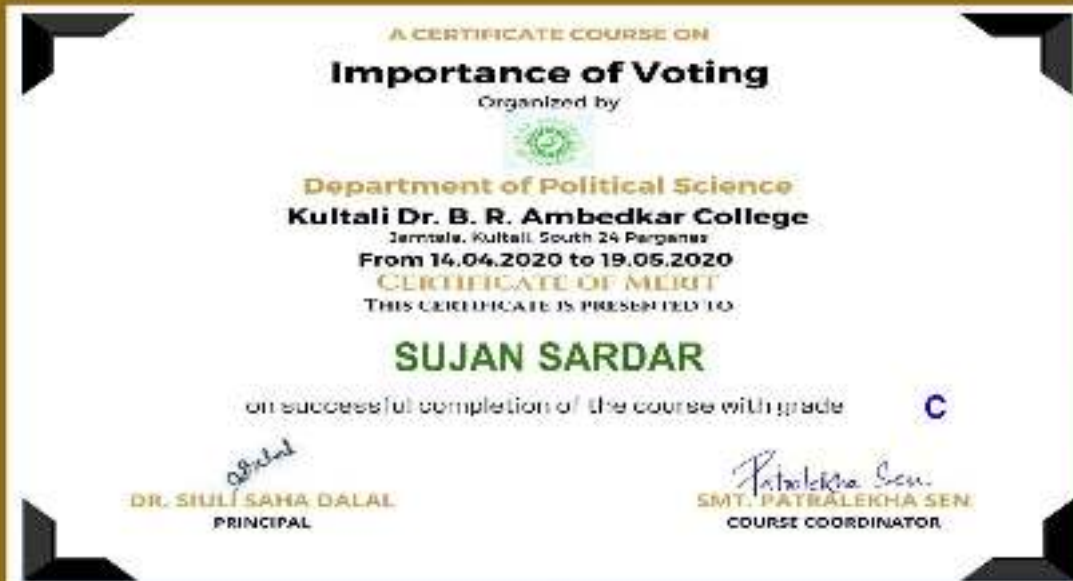 A CERTIFICATE COURSE ON
Importance of Voting
Organized by
Department of Political Science
Kultali Dr. B. R. Ambedkar College
Jamtala, Kultali, South 24 Parganas
From 14.04.2020 to 19.05.2020
CERTIFICATE OF MERIT
THIS CERTIFICATE IS PRESENTED TO
SUJAN SARDAR
on successful completion of the course with grade C
Patralekha Sen.
DR. SIULI SAHA DALAL SMT. PATRALEKHA SEN
PRINCIPAL COURSE COORDINATOR